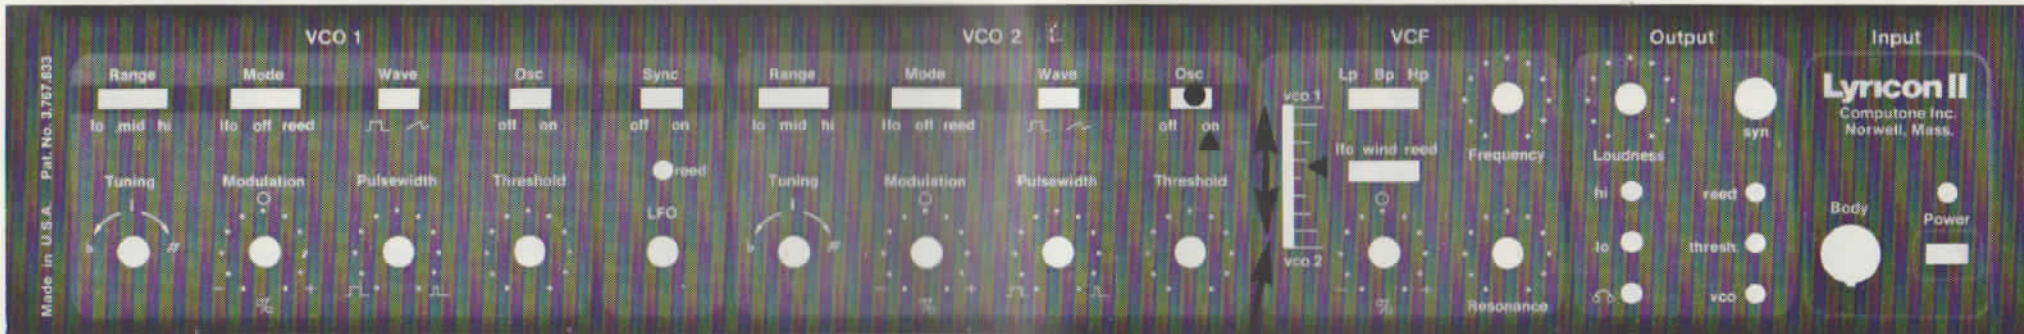 Made in U.S.A. Pat. No. 3,767,833
VCO 1
Range Mode Wave Osc
lo mid hi lfo off reed off on
Tuning Modulation Pulsewidth Threshold
b #
- % +
Sync
off on
reed
LFO
VCO 2
Range Mode Wave Osc
lo mid hi lfo off reed off on
Tuning Modulation Pulsewidth Threshold
b #
- % +
VCF
vco 1
vco 2
Lp Bp Hp
lfo wind reed
Frequency
- % +
Resonance
Output
Loudness
syn
hi reed
lo thresh.
vco
Input
Lyricon II
Computone Inc.
Norwell, Mass.
Body
Power